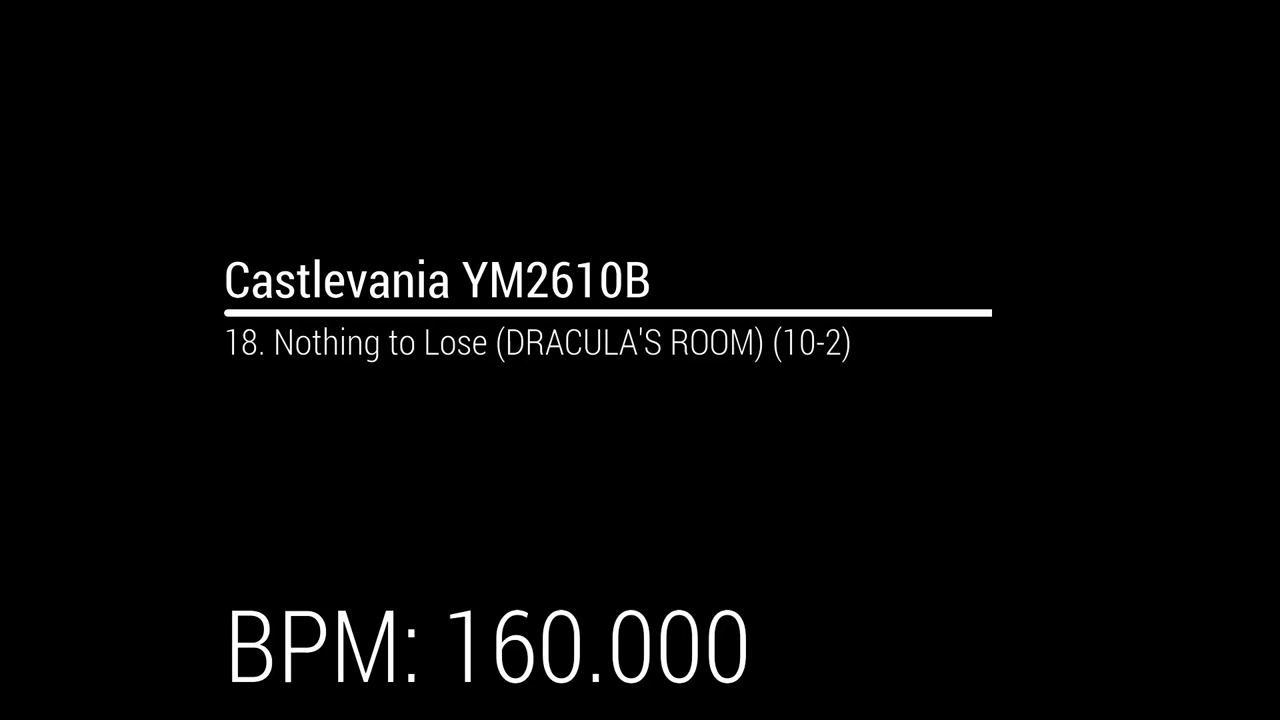 Castlevania YM2610B
18. Nothing to Lose (DRACULA'S ROOM) (10-2)
BPM: 160.000